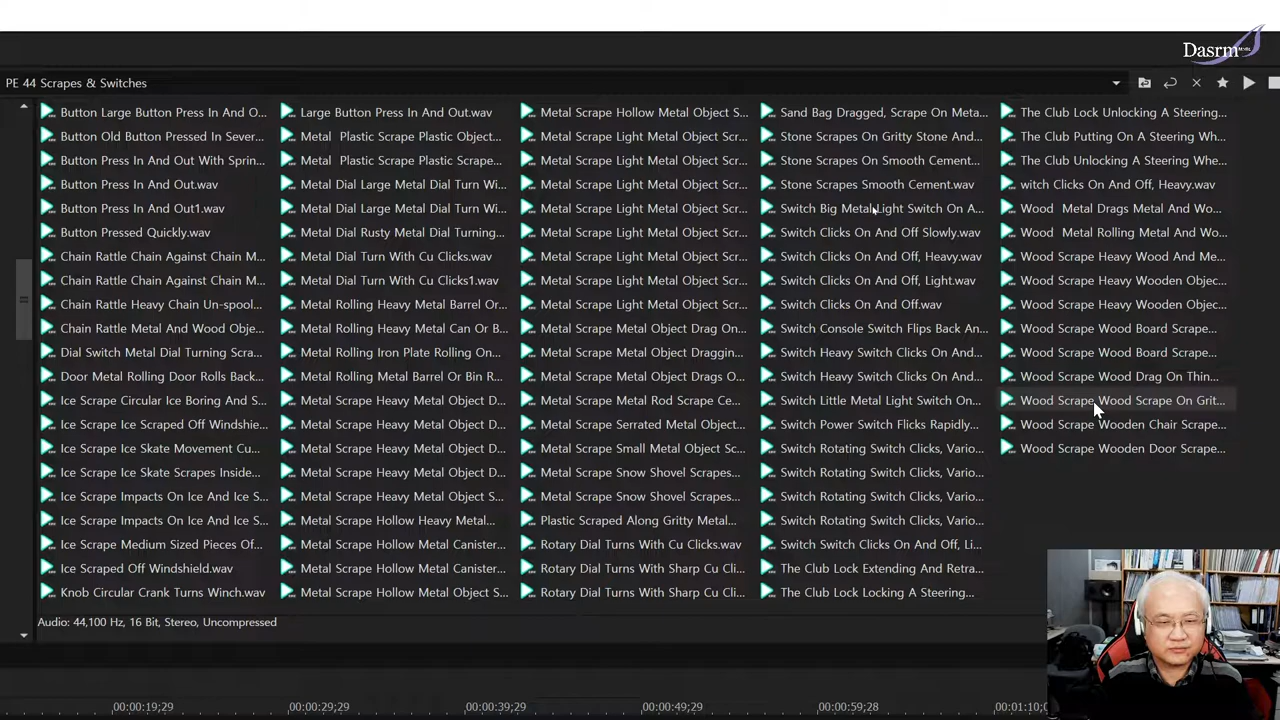 Dasrm
PE 44 Scrapes & Switches
Button Large Button Press In And O...
Button Old Button Pressed In Sever...
Button Press In And Out With Sprin...
Button Press In And Out.wav
Button Press In And Out1.wav
Button Pressed Quickly.wav
Chain Rattle Chain Against Chain M...
Chain Rattle Chain Against Chain M...
Chain Rattle Heavy Chain Un-spool...
Chain Rattle Metal And Wood Obje...
Dial Switch Metal Dial Turning Scra...
Door Metal Rolling Door Rolls Back...
Ice Scrape Circular Ice Boring And S...
Ice Scrape Ice Scraped Off Windshie...
Ice Scrape Ice Skate Movement Cu...
Ice Scrape Ice Skate Scrapes Inside...
Ice Scrape Impacts On Ice And Ice S...
Ice Scrape Impacts On Ice And Ice S...
Ice Scrape Medium Sized Pieces Of...
Ice Scraped Off Windshield.wav
Knob Circular Crank Turns Winch.wav
Large Button Press In And Out.wav
Metal  Plastic Scrape Plastic Object...
Metal  Plastic Scrape Plastic Scrape...
Metal Dial Large Metal Dial Turn Wi...
Metal Dial Large Metal Dial Turn Wi...
Metal Dial Rusty Metal Dial Turning...
Metal Dial Turn With Cu Clicks.wav
Metal Dial Turn With Cu Clicks1.wav
Metal Rolling Heavy Metal Barrel Or...
Metal Rolling Heavy Metal Can Or B...
Metal Rolling Iron Plate Rolling On...
Metal Rolling Metal Barrel Or Bin R...
Metal Scrape Heavy Metal Object D...
Metal Scrape Heavy Metal Object D...
Metal Scrape Heavy Metal Object D...
Metal Scrape Heavy Metal Object D...
Metal Scrape Heavy Metal Object S...
Metal Scrape Hollow Heavy Metal...
Metal Scrape Hollow Metal Canister...
Metal Scrape Hollow Metal Canister...
Metal Scrape Hollow Metal Object S...
Metal Scrape Hollow Metal Object S...
Metal Scrape Light Metal Object Scr...
Metal Scrape Light Metal Object Scr...
Metal Scrape Light Metal Object Scr...
Metal Scrape Light Metal Object Scr...
Metal Scrape Light Metal Object Scr...
Metal Scrape Light Metal Object Scr...
Metal Scrape Light Metal Object Scr...
Metal Scrape Light Metal Object Scr...
Metal Scrape Metal Object Drag On...
Metal Scrape Metal Object Draggin...
Metal Scrape Metal Object Drags O...
Metal Scrape Metal Rod Scrape Ce...
Metal Scrape Serrated Metal Object...
Metal Scrape Small Metal Object Sc...
Metal Scrape Snow Shovel Scrapes...
Metal Scrape Snow Shovel Scrapes...
Plastic Scraped Along Gritty Metal...
Rotary Dial Turns With Cu Clicks.wav
Rotary Dial Turns With Sharp Cu Cli...
Rotary Dial Turns With Sharp Cu Cli...
Sand Bag Dragged, Scrape On Meta...
Stone Scrapes On Gritty Stone And...
Stone Scrapes On Smooth Cement...
Stone Scrapes Smooth Cement.wav
Switch Big Metal Light Switch On A...
Switch Clicks On And Off Slowly.wav
Switch Clicks On And Off, Heavy.wav
Switch Clicks On And Off, Light.wav
Switch Clicks On And Off.wav
Switch Console Switch Flips Back An...
Switch Heavy Switch Clicks On And...
Switch Heavy Switch Clicks On And...
Switch Little Metal Light Switch On...
Switch Power Switch Flicks Rapidly...
Switch Rotating Switch Clicks, Vario...
Switch Rotating Switch Clicks, Vario...
Switch Rotating Switch Clicks, Vario...
Switch Rotating Switch Clicks, Vario...
Switch Switch Clicks On And Off, Li...
The Club Lock Extending And Retra...
The Club Lock Locking A Steering...
The Club Lock Unlocking A Steering...
The Club Putting On A Steering Wh...
The Club Unlocking A Steering Whe...
witch Clicks On And Off, Heavy.wav
Wood  Metal Drags Metal And Wo...
Wood  Metal Rolling Metal And Wo...
Wood Scrape Heavy Wood And Me...
Wood Scrape Heavy Wooden Objec...
Wood Scrape Heavy Wooden Objec...
Wood Scrape Wood Board Scrape...
Wood Scrape Wood Board Scrape...
Wood Scrape Wood Drag On Thin...
Wood Scrape Wood Scrape On Grit...
Wood Scrape Wooden Chair Scrape...
Wood Scrape Wooden Door Scrape...
Audio: 44,100 Hz, 16 Bit, Stereo, Uncompressed
00:00:19;29
00:00:29;29
00:00:39;29
00:00:49;29
00:00:59;28
00:01:10;0